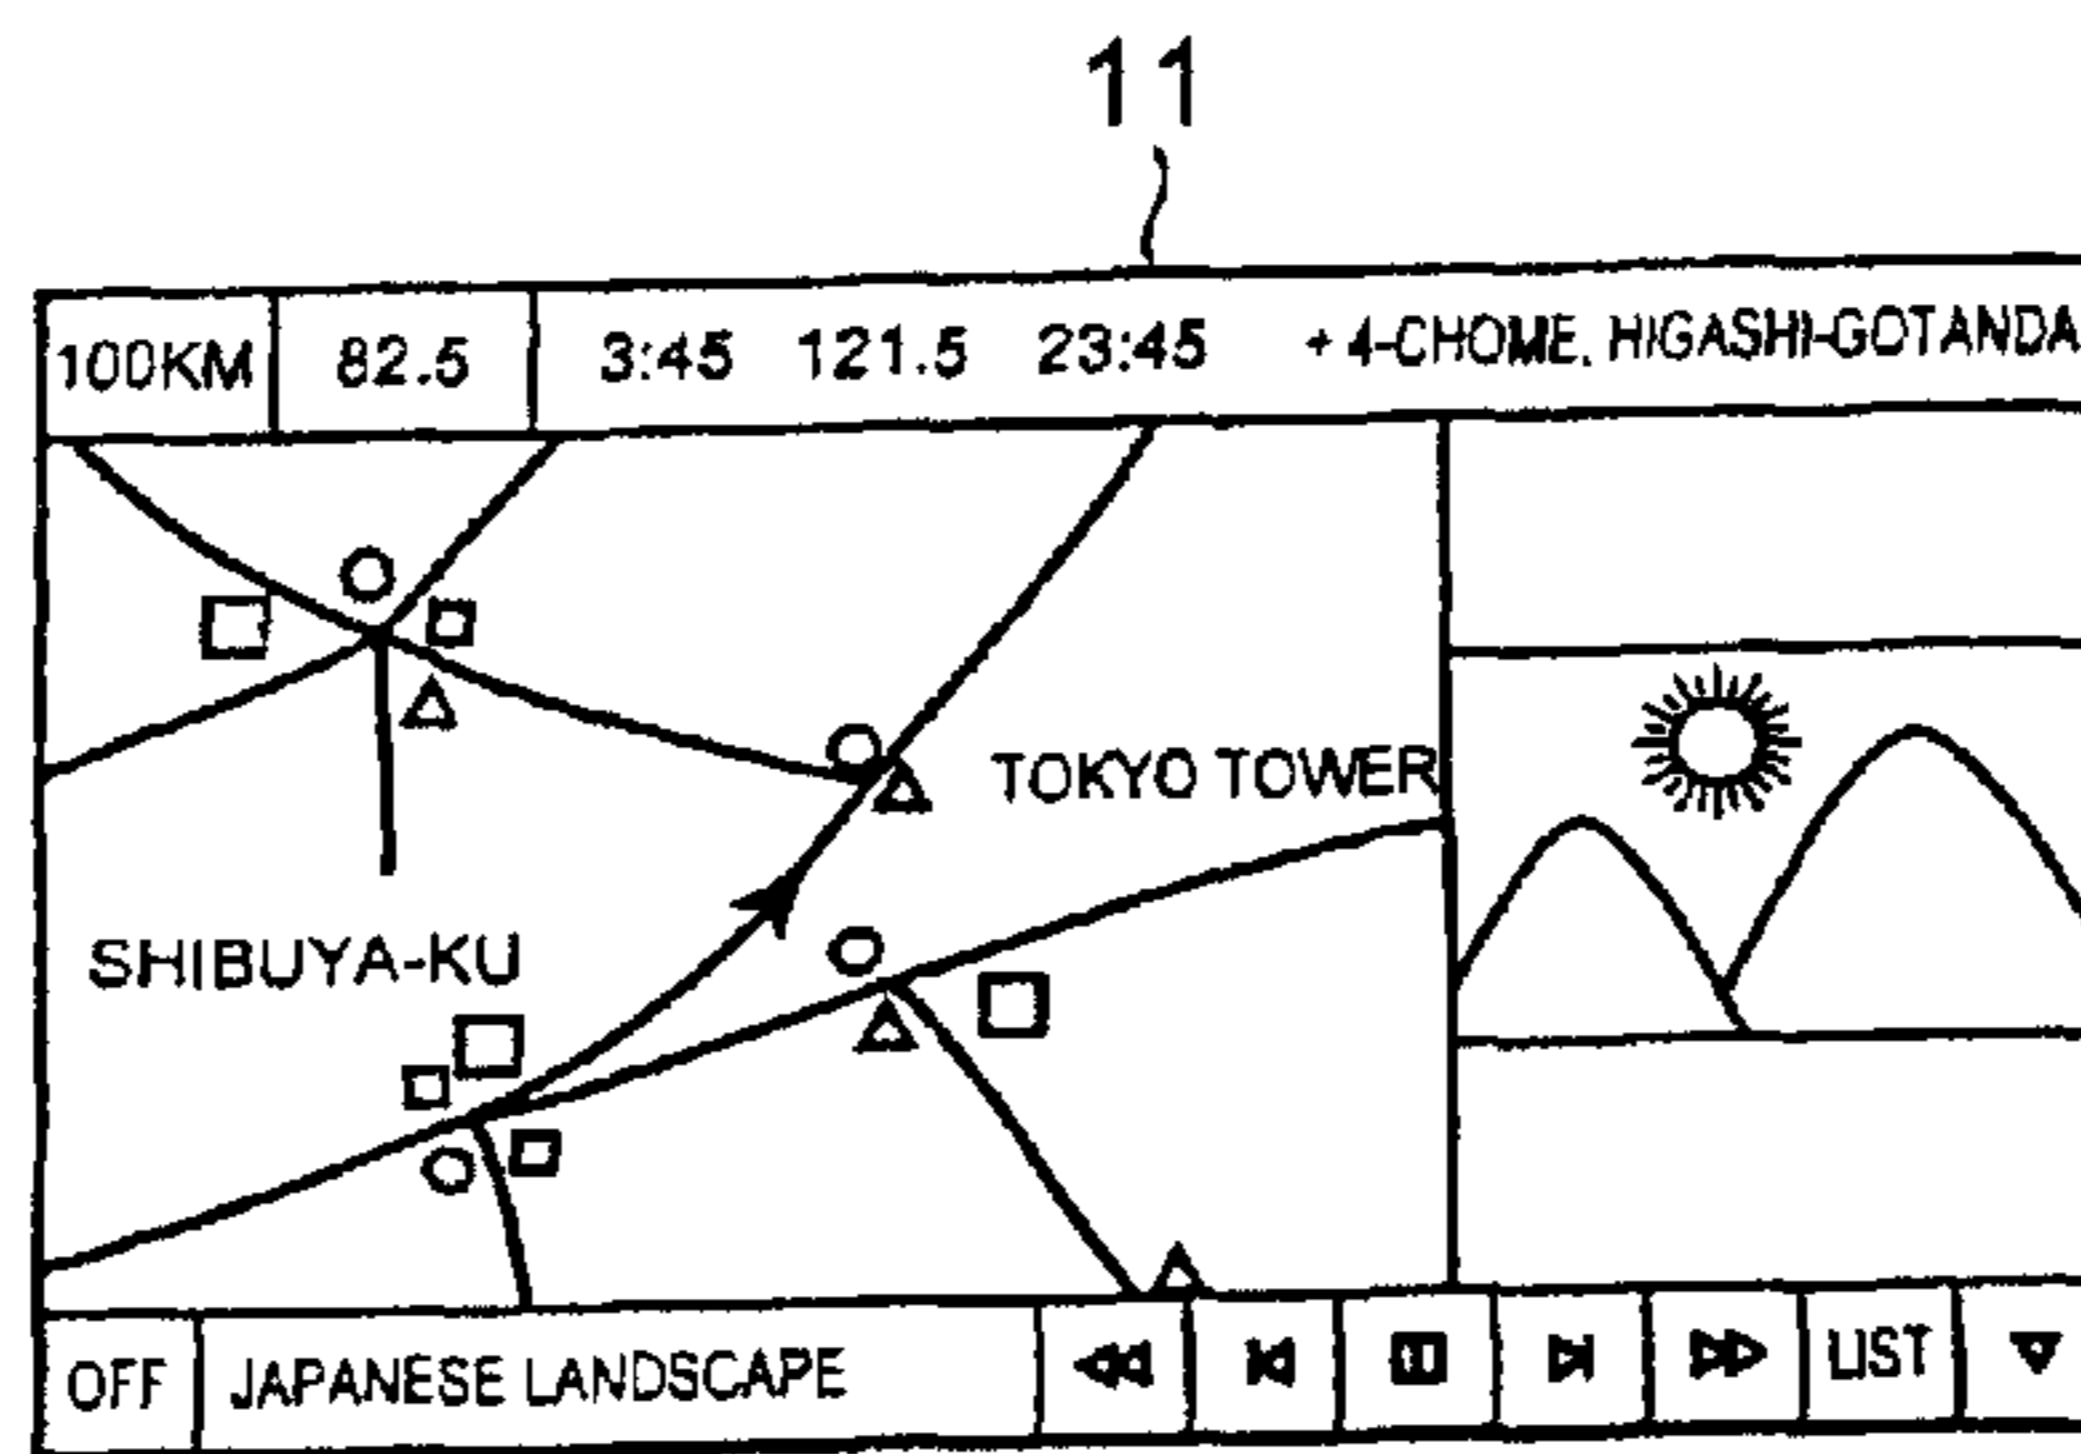 11
100KM 82.5 3:45 121.5 23:45 + 4-CHOME, HIGASHI-GOTANDA
TOKYO TOWER
SHIBUYA-KU
OFF JAPANESE LANDSCAPE LIST